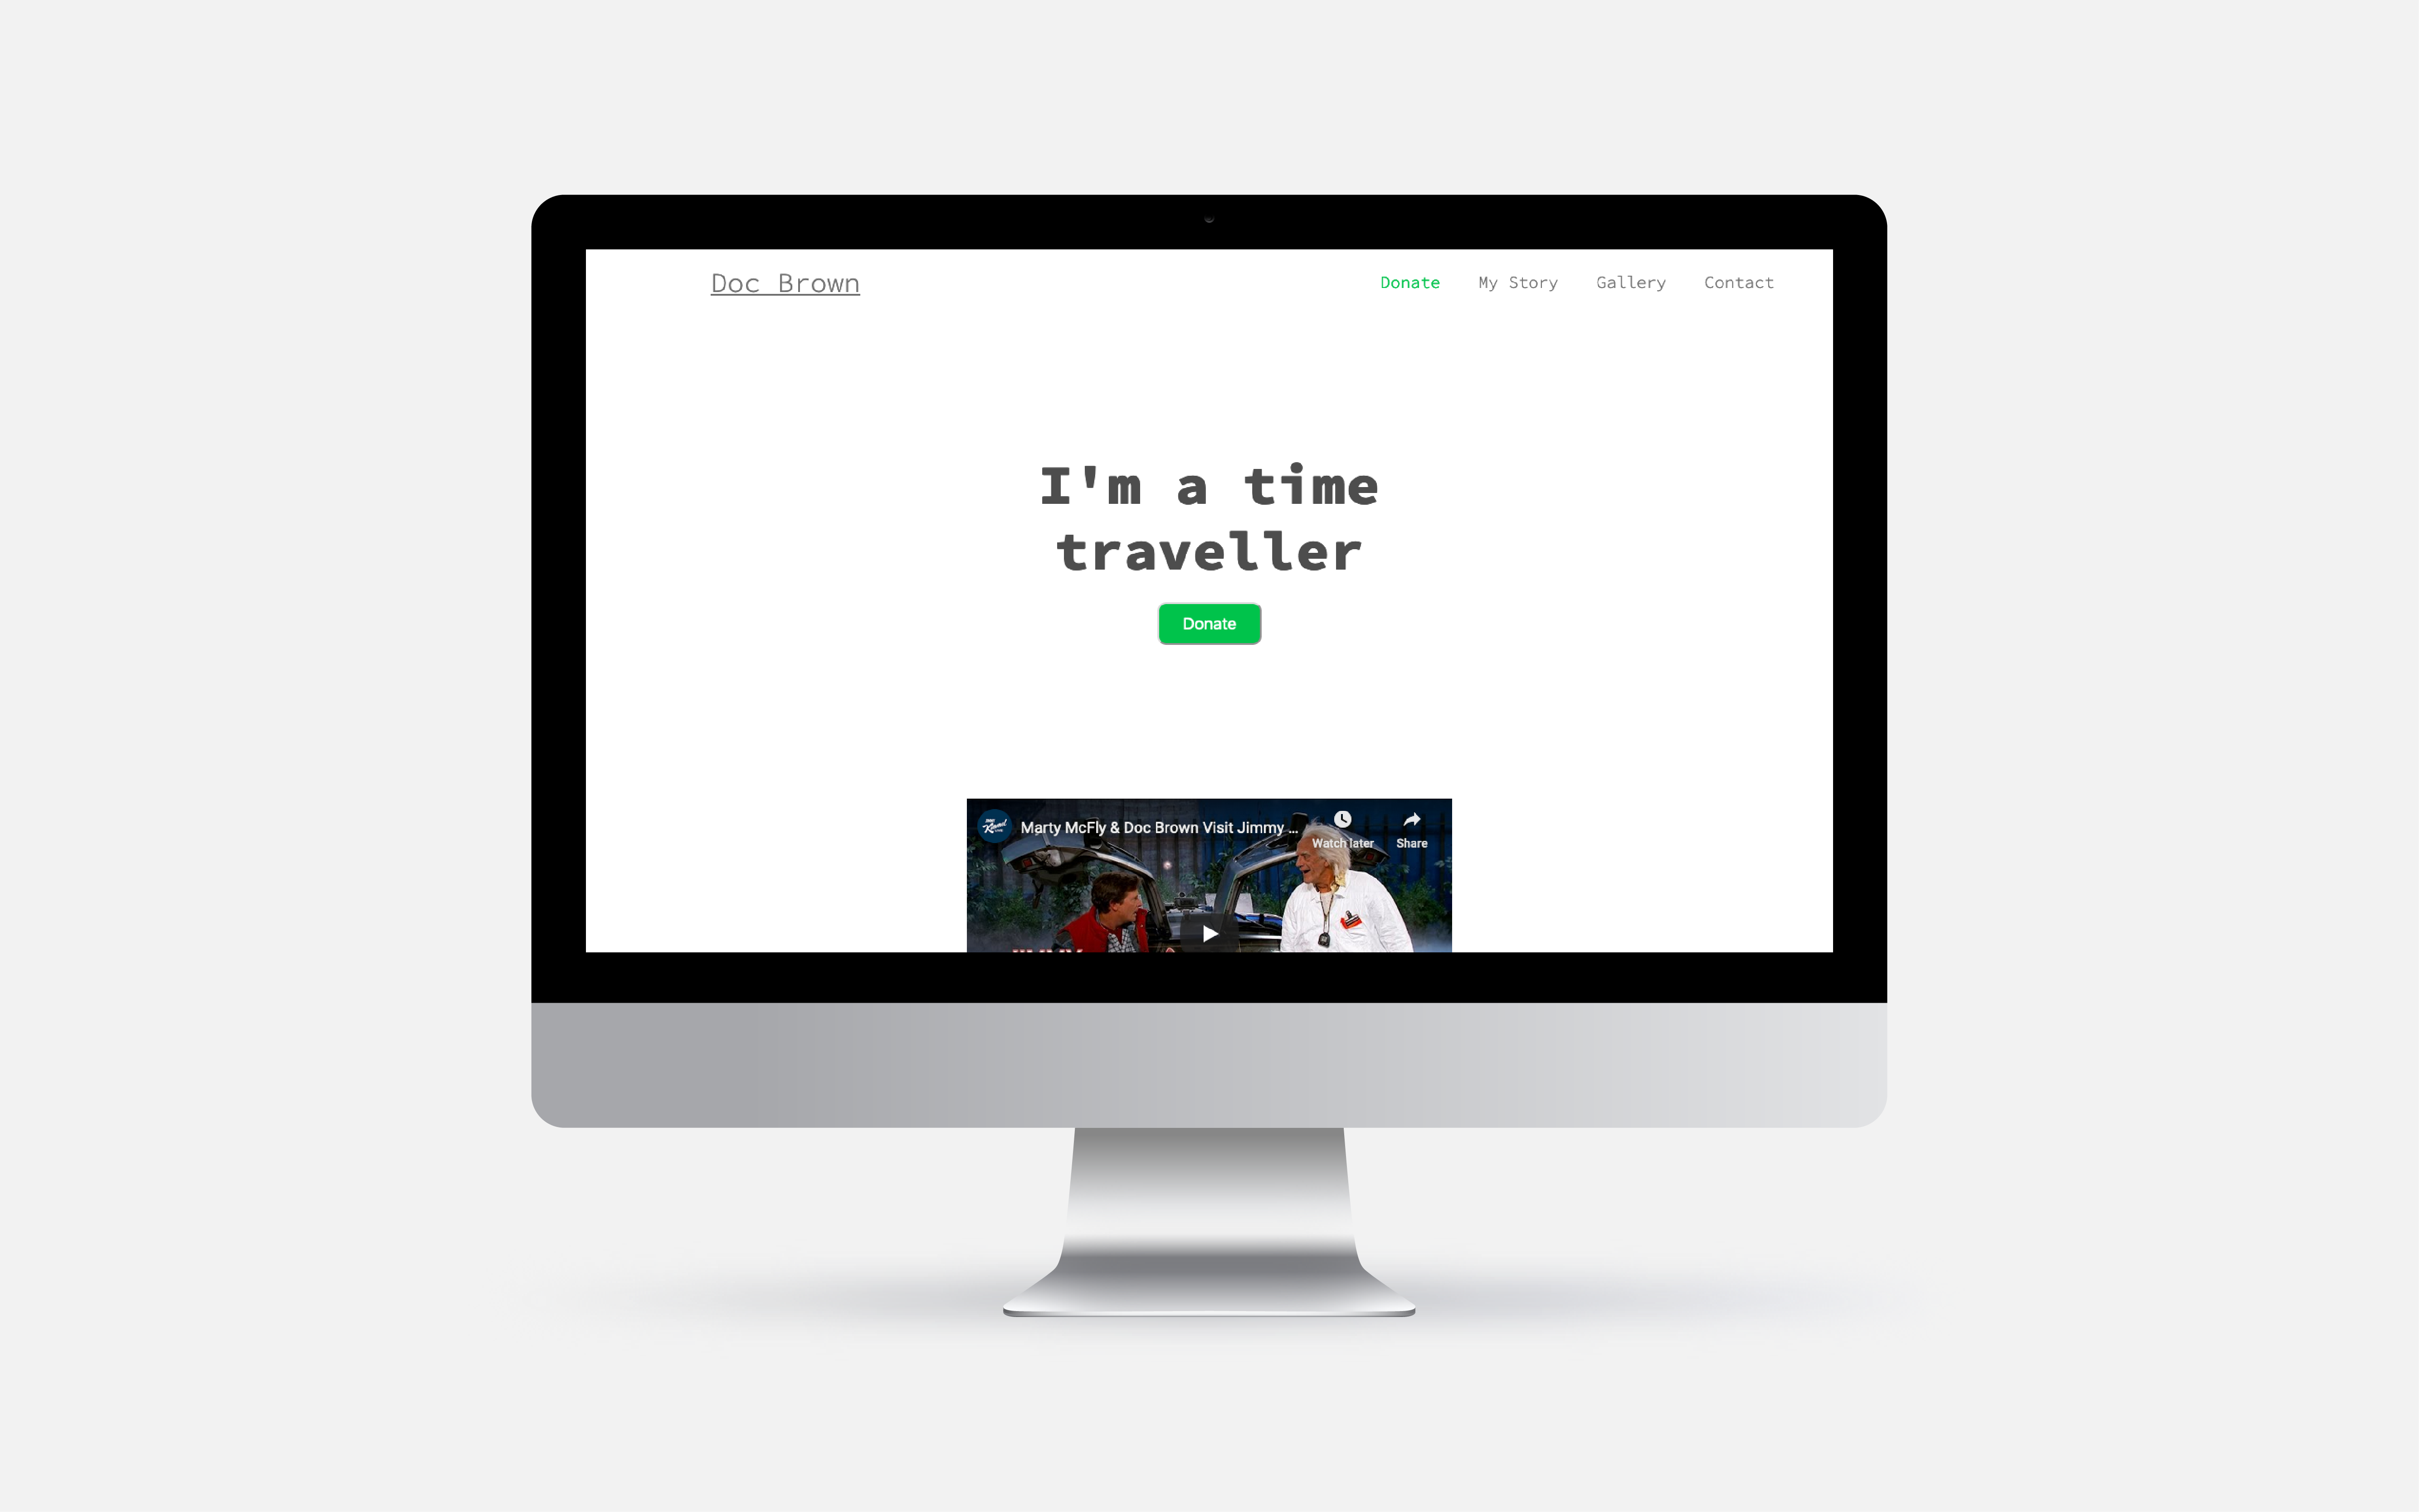 Doc Brown
Donate My Story Gallery Contact
I'm a time
traveller
Donate
Marty McFly & Doc Brown Visit Jimmy ...
Watch later Share